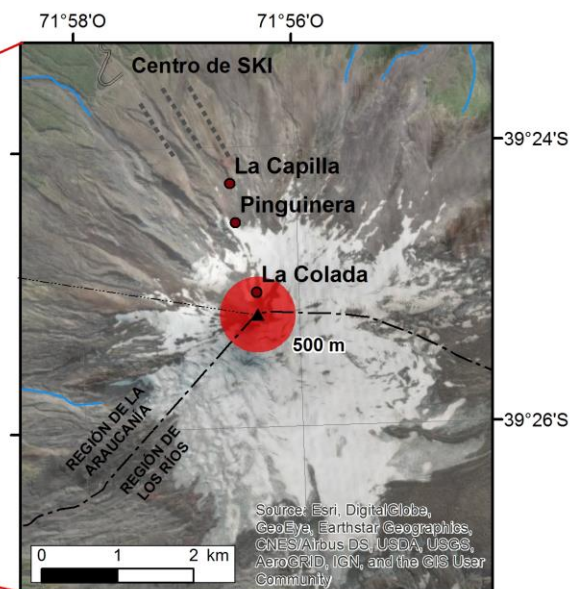 71°58'O
71°56'O
Centro de SKI
39°24'S
La Capilla
Pinguinera
La Colada
500 m
39°26'S
REGIÓN DE LA
ARAUCANÍA
REGIÓN DE
LOS RÍOS
Source: Esri, DigitalGlobe,
GeoEye, Earthstar Geographics,
CNES/Airbus DS, USDA, USGS,
AeroGRID, IGN, and the GIS User
Community
0 1 2 km